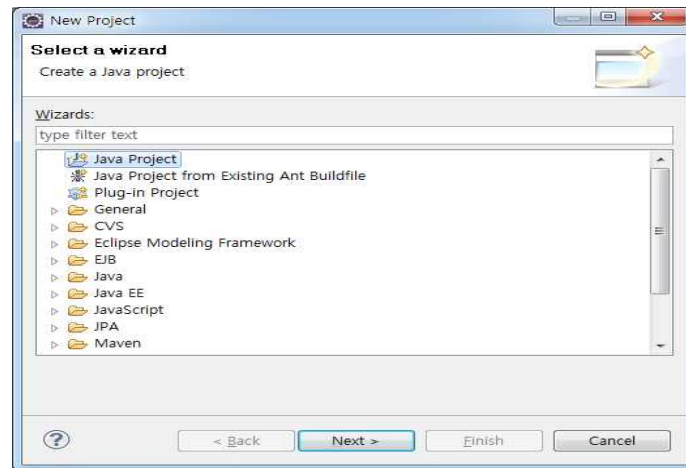 New Project
Select a wizard
Create a Java project
Wizards:
type filter text
Java Project
Java Project from Existing Ant Buildfile
Plug-in Project
General
CVS
Eclipse Modeling Framework
EJB
Java
Java EE
JavaScript
JPA
Maven
? < Back Next > Finish Cancel